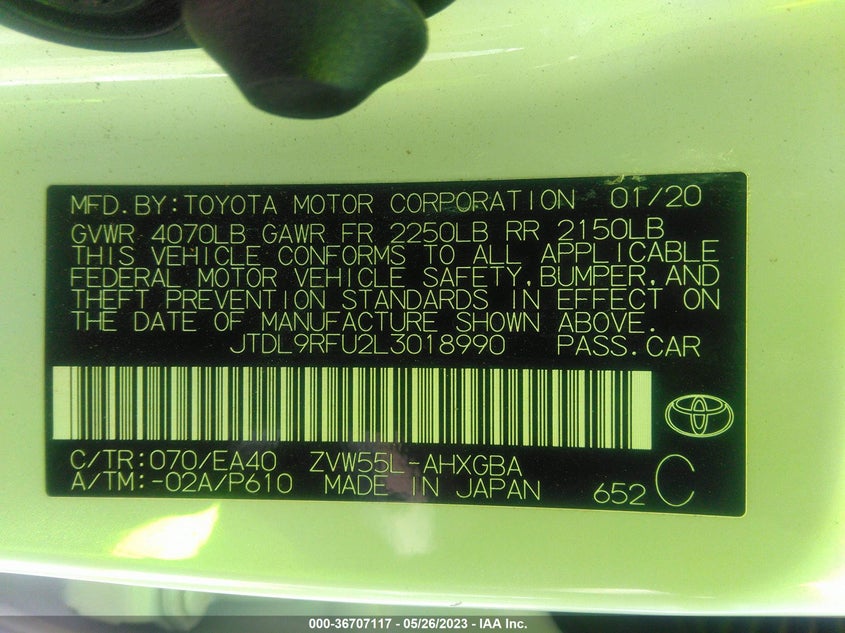 MFD.BY:TOYOTA MOTOR CORPORATION 01/20
GVWR 4070LB GAWR FR 2250LB RR 2150LB
THIS VEHICLE CONFORMS TO ALL APPLICABLE
FEDERAL MOTOR VEHICLE SAFETY,BUMPER,AND
THEFT PREVENTION STANDARDS IN EFFECT ON
THE DATE OF MANUFACTURE SHOWN ABOVE.
JTDL9RFU2L3018990 PASS.CAR
C/TR:070/EA40 ZVW55L-AHXGBA
A/TM:-02A/P610 MADE IN JAPAN 652 C
000-36707117 - 05/26/2023 - IAA Inc.